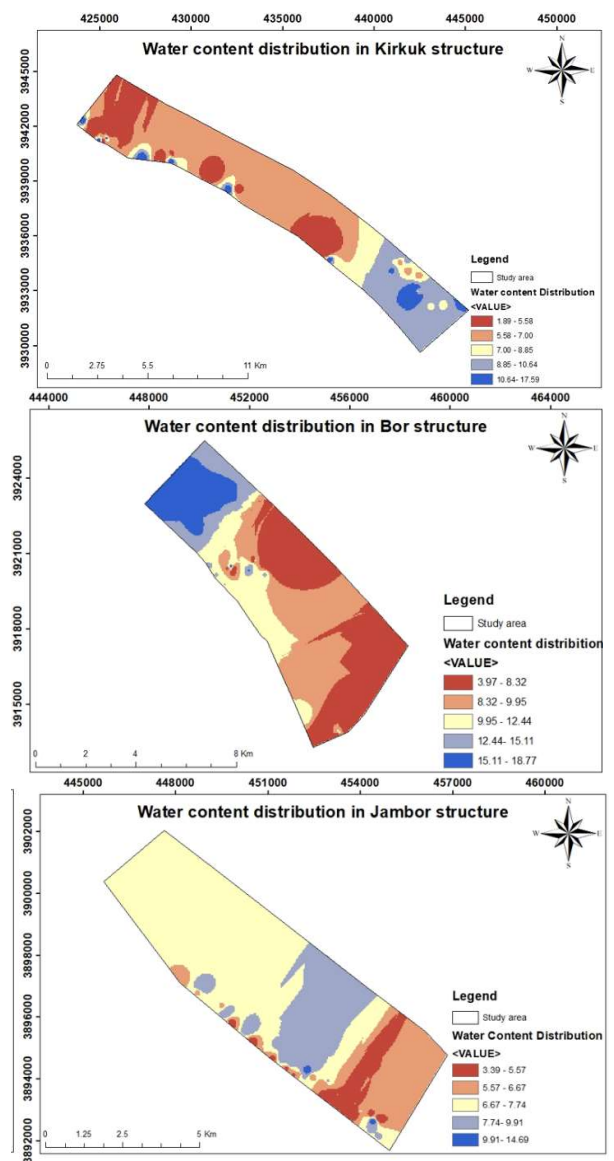 425000 430000 435000 440000 445000 450000
Water content distribution in Kirkuk structure
N
W E
S
3945000
3942000
3939000
3936000
3933000
3930000
Legend
Study area
Water content Distribution
<VALUE>
1.89 - 5.58
5.58 - 7.00
7.00 - 8.85
8.85 - 10.64
10.64- 17.59
0 2.75 5.5 11 Km
444000 448000 452000 456000 460000 464000
Water content distribution in Bor structure
N
W E
S
3924000
3921000
3918000
3915000
Legend
Study area
Water content distribition
<VALUE>
3.97 - 8.32
8.32 - 9.95
9.95 - 12.44
12.44- 15.11
15.11 - 18.77
0 2 4 8 Km
445000 448000 451000 454000 457000 460000
Water content distribution in Jambor structure
N
W E
S
3902000
3900000
3898000
3896000
3894000
3892000
Legend
Study area
Water Content Distribution
<VALUE>
3.39 - 5.57
5.57 - 6.67
6.67 - 7.74
7.74 - 9.91
9.91- 14.69
0 1.25 2.5 5 Km